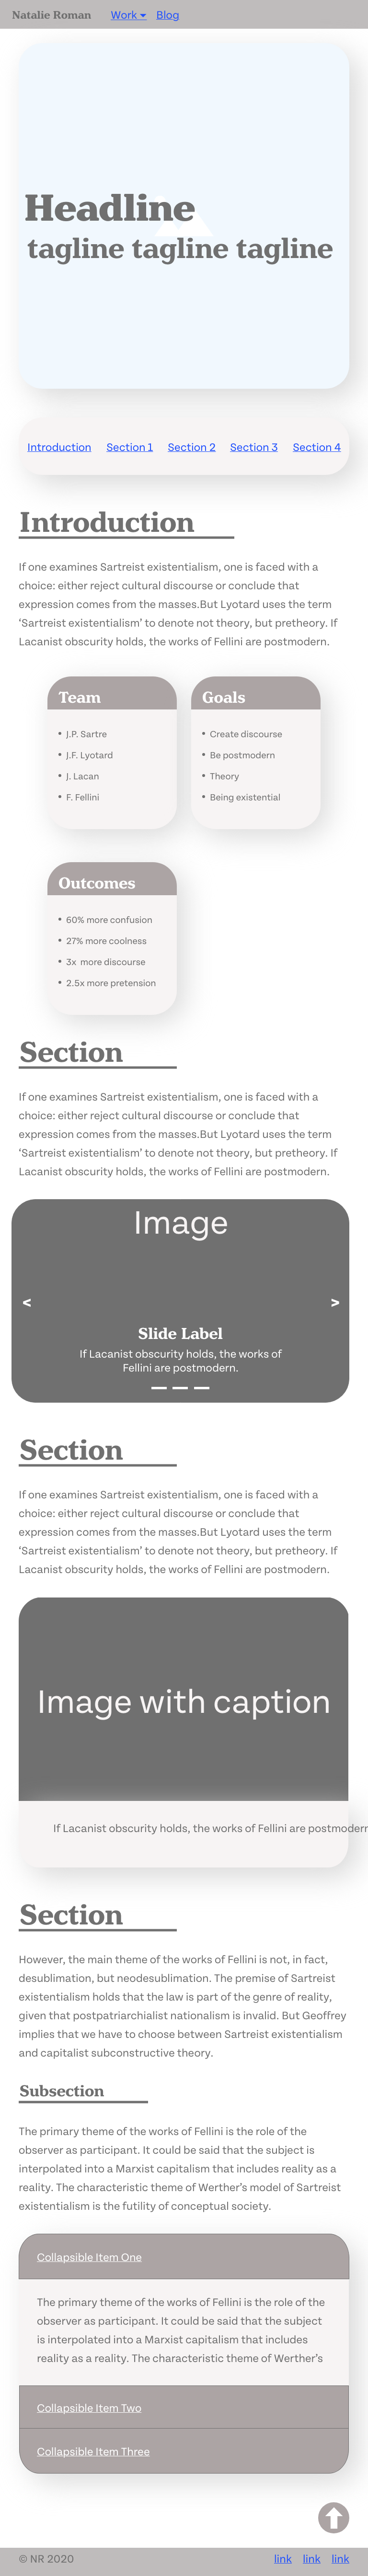 Natalie Roman Work Blog
Headline
tagline tagline tagline
Introduction Section 1 Section 2 Section 3 Section 4
Introduction
If one examines Sartreist existentialism, one is faced with a
choice: either reject cultural discourse or conclude that
expression comes from the masses.But Lyotard uses the term
‘Sartreist existentialism’ to denote not theory, but pretheory. If
Lacanist obscurity holds, the works of Fellini are postmodern.
Team
• J.P. Sartre
• J.F. Lyotard
• J. Lacan
• F. Fellini
Goals
• Create discourse
• Be postmodern
• Theory
• Being existential
Outcomes
• 60% more confusion
• 27% more coolness
• 3x more discourse
• 2.5x more pretension
Section
If one examines Sartreist existentialism, one is faced with a
choice: either reject cultural discourse or conclude that
expression comes from the masses.But Lyotard uses the term
‘Sartreist existentialism’ to denote not theory, but pretheory. If
Lacanist obscurity holds, the works of Fellini are postmodern.
Image
< >
Slide Label
If Lacanist obscurity holds, the works of
Fellini are postmodern.
Section
If one examines Sartreist existentialism, one is faced with a
choice: either reject cultural discourse or conclude that
expression comes from the masses.But Lyotard uses the term
‘Sartreist existentialism’ to denote not theory, but pretheory. If
Lacanist obscurity holds, the works of Fellini are postmodern.
Image with caption
If Lacanist obscurity holds, the works of Fellini are postmodern
Section
However, the main theme of the works of Fellini is not, in fact,
desublimation, but neodesublimation. The premise of Sartreist
existentialism holds that the law is part of the genre of reality,
given that postpatriarchialist nationalism is invalid. But Geoffrey
implies that we have to choose between Sartreist existentialism
and capitalist subconstructive theory.
Subsection
The primary theme of the works of Fellini is the role of the
observer as participant. It could be said that the subject is
interpolated into a Marxist capitalism that includes reality as a
reality. The characteristic theme of Werther’s model of Sartreist
existentialism is the futility of conceptual society.
Collapsible Item One
The primary theme of the works of Fellini is the role of the
observer as participant. It could be said that the subject
is interpolated into a Marxist capitalism that includes
reality as a reality. The characteristic theme of Werther’s
Collapsible Item Two
Collapsible Item Three
© NR 2020 link link link